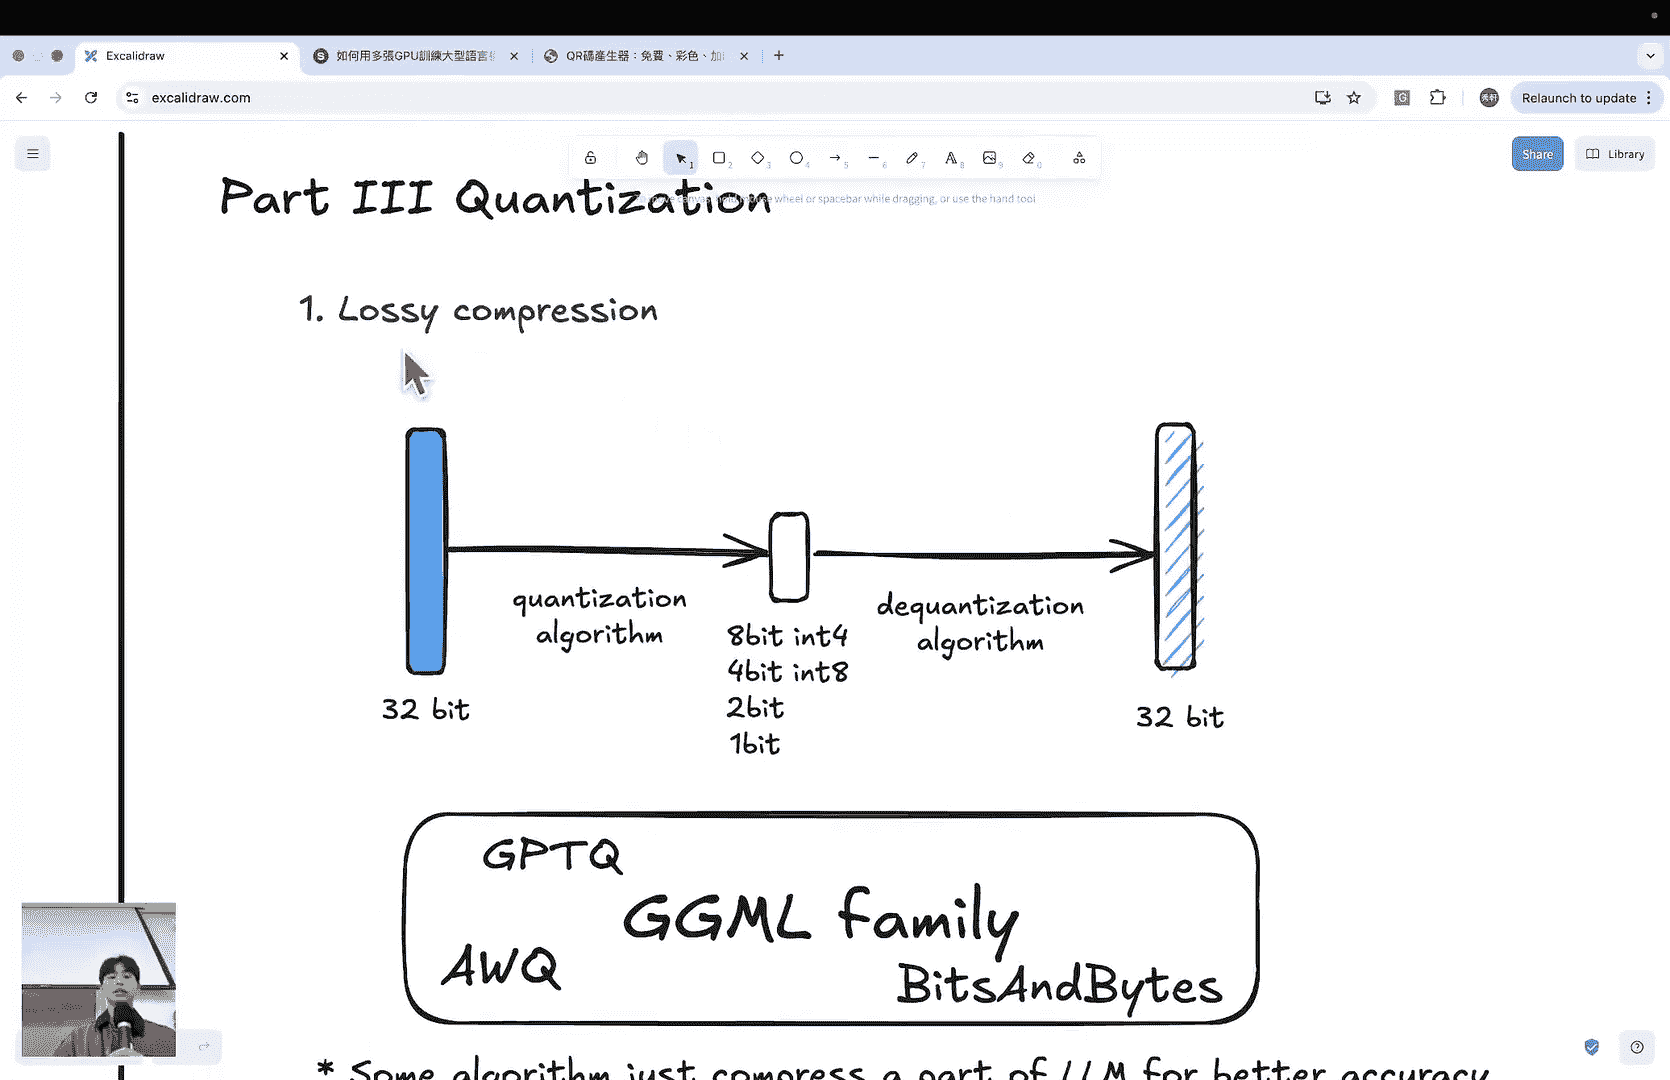 Excalidraw
如何用多張GPU訓練大型語言
QR碼產生器：免費、彩色、加
excalidraw.com
Relaunch to update
Share
Library
Part III Quantization
wheel or spacebar while dragging, or use the hand tool
1. Lossy compression
quantization
algorithm
dequantization
algorithm
8bit int4
4bit int8
2bit
1bit
32 bit
32 bit
GPTQ
GGML family
AWQ
BitsAndBytes
* Some algorithm just compress a part of LLM for better accuracy